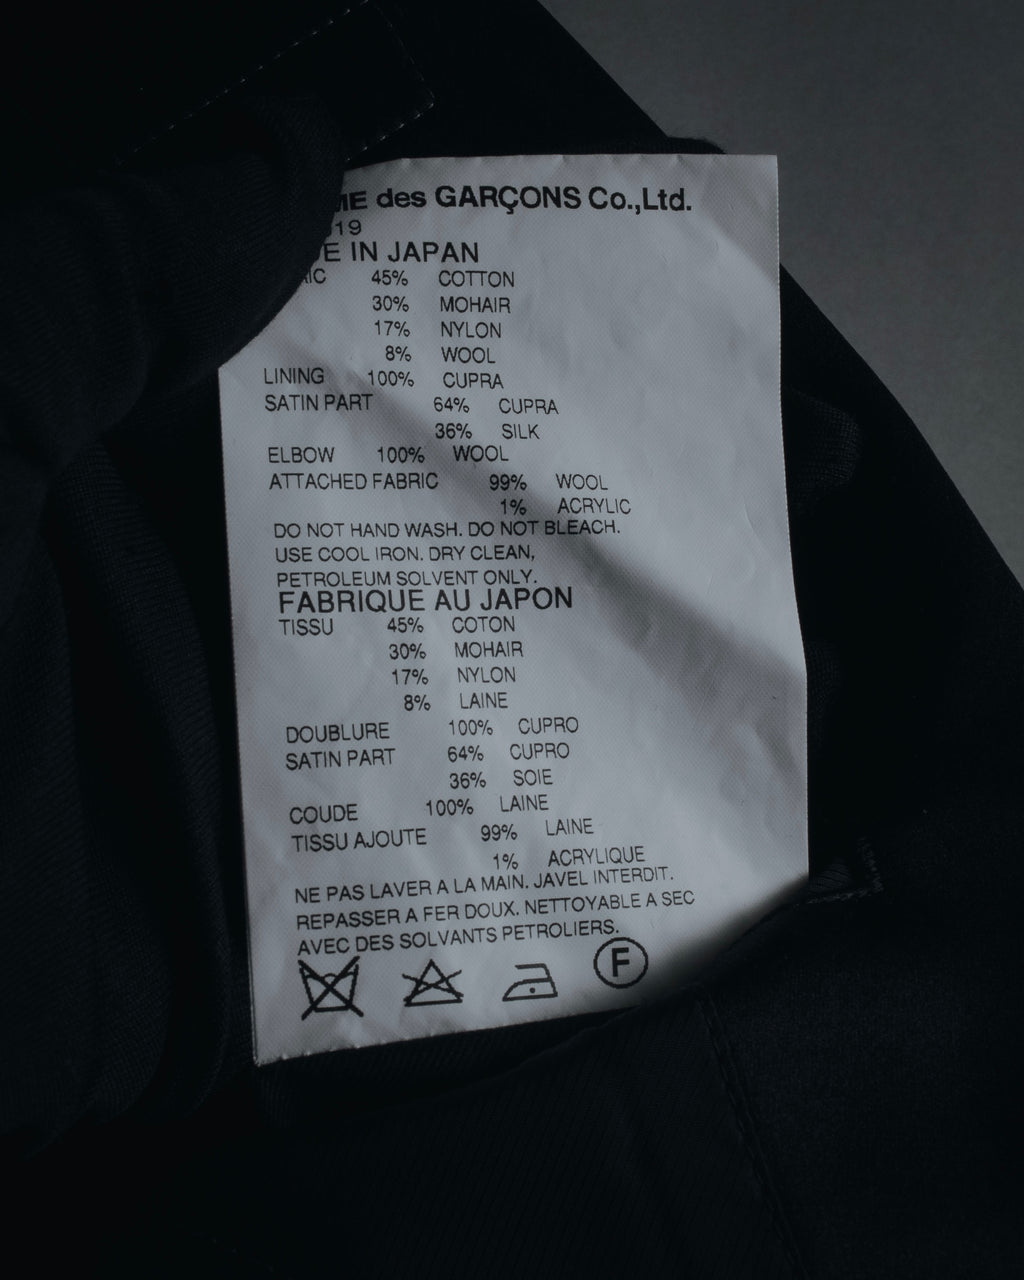 des GARÇONS Co.,Ltd.
19
IN JAPAN
45% COTTON
30% MOHAIR
17% NYLON
8% WOOL
LINING 100% CUPRA
SATIN PART 64% CUPRA
36% SILK
ELBOW 100% WOOL
ATTACHED FABRIC 99% WOOL
1% ACRYLIC
DO NOT HAND WASH. DO NOT BLEACH.
USE COOL IRON. DRY CLEAN,
PETROLEUM SOLVENT ONLY.
FABRIQUE AU JAPON
TISSU 45% COTON
30% MOHAIR
17% NYLON
8% LAINE
DOUBLURE 100% CUPRO
SATIN PART 64% CUPRO
36% SOIE
COUDE 100% LAINE
TISSU AJOUTE 99% LAINE
1% ACRYLIQUE
NE PAS LAVER A LA MAIN. JAVEL INTERDIT.
REPASSER A FER DOUX. NETTOYABLE A SEC
AVEC DES SOLVANTS PETROLIERS.
F